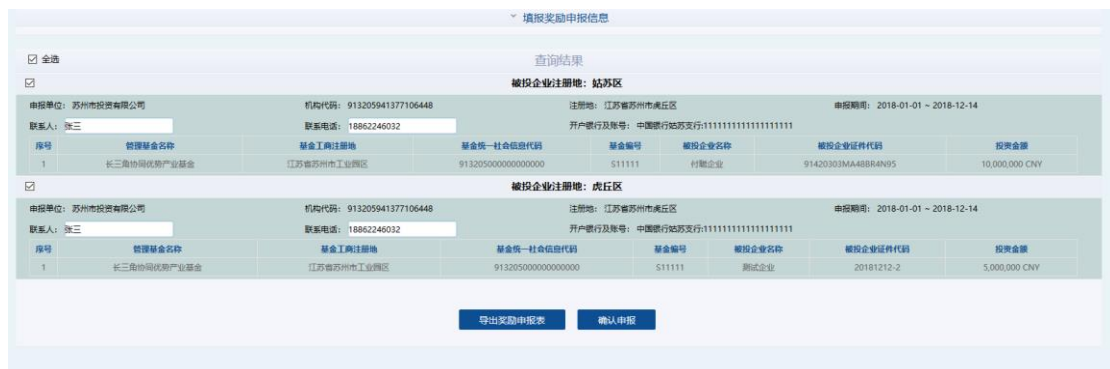 填报奖励申报信息
全选 查询结果
被投企业注册地：姑苏区
申报单位：苏州市投资有限公司 机构代码：913205941377106448 注册地：江苏省苏州市虎丘区 申报期间：2018-01-01 ~ 2018-12-14
联系人：张三 联系电话：18862246032 开户银行及账号：中国银行姑苏支行:1111111111111111111
序号 管理基金名称 基金工商注册地 基金统一社会信息代码 基金编号 被投企业名称 被投企业证件代码 投资金额
1 长三角协同优势产业基金 江苏省苏州市工业园区 913205000000000000 S11111 付聪企业 91420303MA48BR4N95 10,000,000 CNY
被投企业注册地：虎丘区
申报单位：苏州市投资有限公司 机构代码：913205941377106448 注册地：江苏省苏州市虎丘区 申报期间：2018-01-01 ~ 2018-12-14
联系人：张三 联系电话：18862246032 开户银行及账号：中国银行姑苏支行:1111111111111111111
序号 管理基金名称 基金工商注册地 基金统一社会信息代码 基金编号 被投企业名称 被投企业证件代码 投资金额
1 长三角协同优势产业基金 江苏省苏州市工业园区 913205000000000000 S11111 测试企业 20181212-2 5,000,000 CNY
导出奖励申报表 确认申报